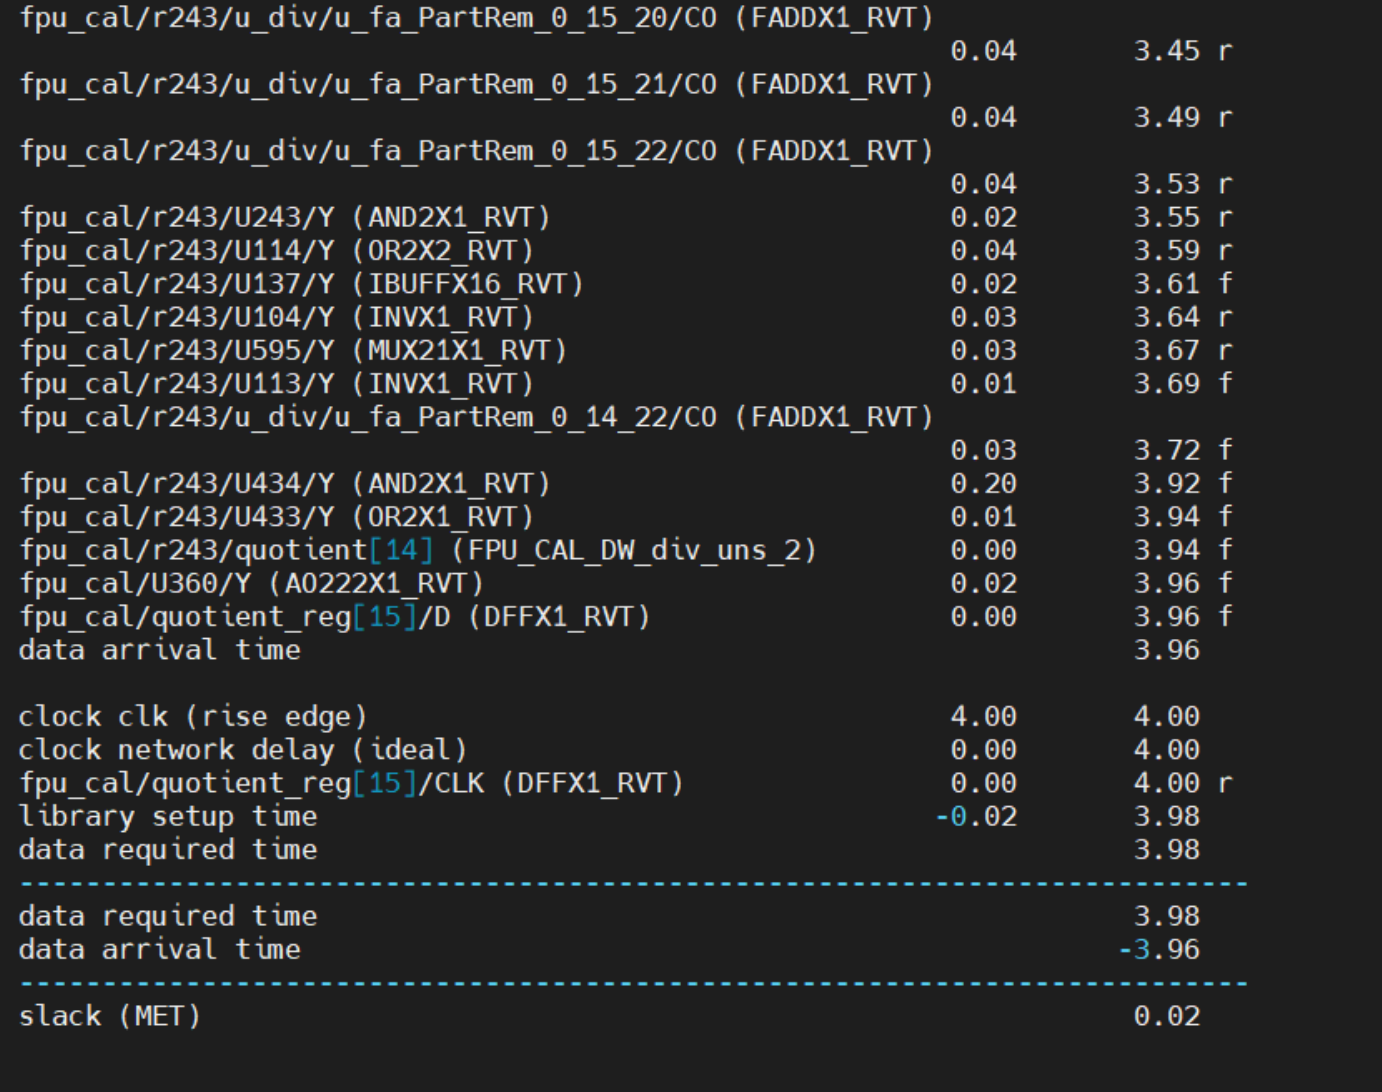 fpu_cal/r243/u_div/u_fa_PartRem_0_15_20/CO (FADDX1_RVT)
0.04 3.45 r
fpu_cal/r243/u_div/u_fa_PartRem_0_15_21/CO (FADDX1_RVT)
0.04 3.49 r
fpu_cal/r243/u_div/u_fa_PartRem_0_15_22/CO (FADDX1_RVT)
0.04 3.53 r
fpu_cal/r243/U243/Y (AND2X1_RVT) 0.02 3.55 r
fpu_cal/r243/U114/Y (OR2X2_RVT) 0.04 3.59 r
fpu_cal/r243/U137/Y (IBUFFX16_RVT) 0.02 3.61 f
fpu_cal/r243/U104/Y (INVX1_RVT) 0.03 3.64 r
fpu_cal/r243/U595/Y (MUX21X1_RVT) 0.03 3.67 r
fpu_cal/r243/U113/Y (INVX1_RVT) 0.01 3.69 f
fpu_cal/r243/u_div/u_fa_PartRem_0_14_22/CO (FADDX1_RVT)
0.03 3.72 f
fpu_cal/r243/U434/Y (AND2X1_RVT) 0.20 3.92 f
fpu_cal/r243/U433/Y (OR2X1_RVT) 0.01 3.94 f
fpu_cal/r243/quotient[14] (FPU_CAL_DW_div_uns_2) 0.00 3.94 f
fpu_cal/U360/Y (AO222X1_RVT) 0.02 3.96 f
fpu_cal/quotient_reg[15]/D (DFFX1_RVT) 0.00 3.96 f
data arrival time 3.96
clock clk (rise edge) 4.00 4.00
clock network delay (ideal) 0.00 4.00
fpu_cal/quotient_reg[15]/CLK (DFFX1_RVT) 0.00 4.00 r
library setup time -0.02 3.98
data required time 3.98
---------------------------------------------------------------------------
data required time 3.98
data arrival time -3.96
---------------------------------------------------------------------------
slack (MET) 0.02